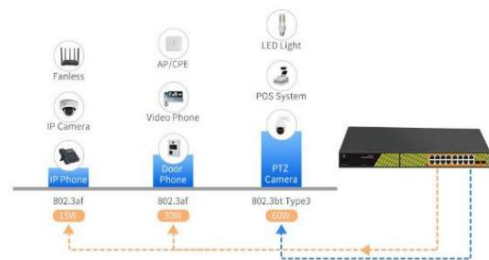 LED Light
AP/CPE
Fanless
POS System
Video Phone
IP Camera
IP Phone
Door
Phone
PTZ
Camera
802.3af
802.3af
802.3bt Type3
15W
30W
60W